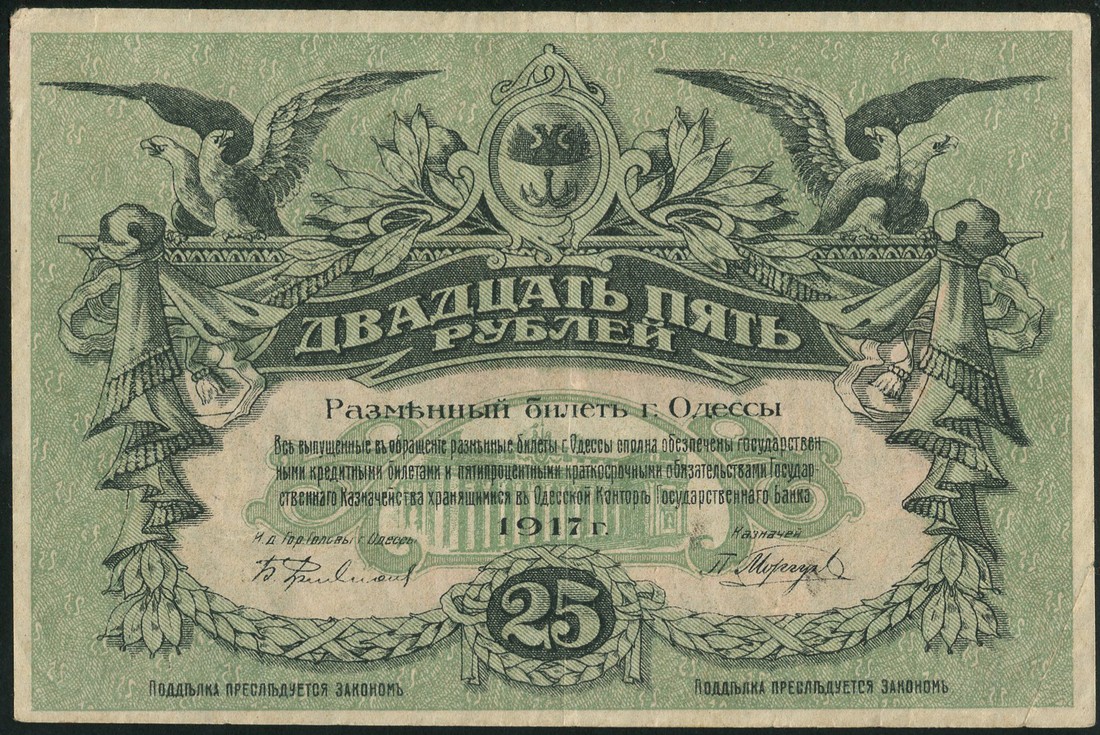 ДВАДЦАТЬ ПЯТЬ
РУБЛЕЙ
Размѣнный билетъ г. Одессы
Всѣ выпущенные въ обращеніе размѣнные билеты г. Одессы сполна обезпечены государствен-
ными кредитными билетами и пятипроцентными краткосрочными обязательствами Государ-
ственнаго Казначейства хранящимися въ Одесской Конторѣ Государственнаго Банка
1917 г.
И. д. Гор. Головы г. Одессы
Казначей
25
Поддѣлка преслѣдуется закономъ
Поддѣлка преслѣдуется закономъ